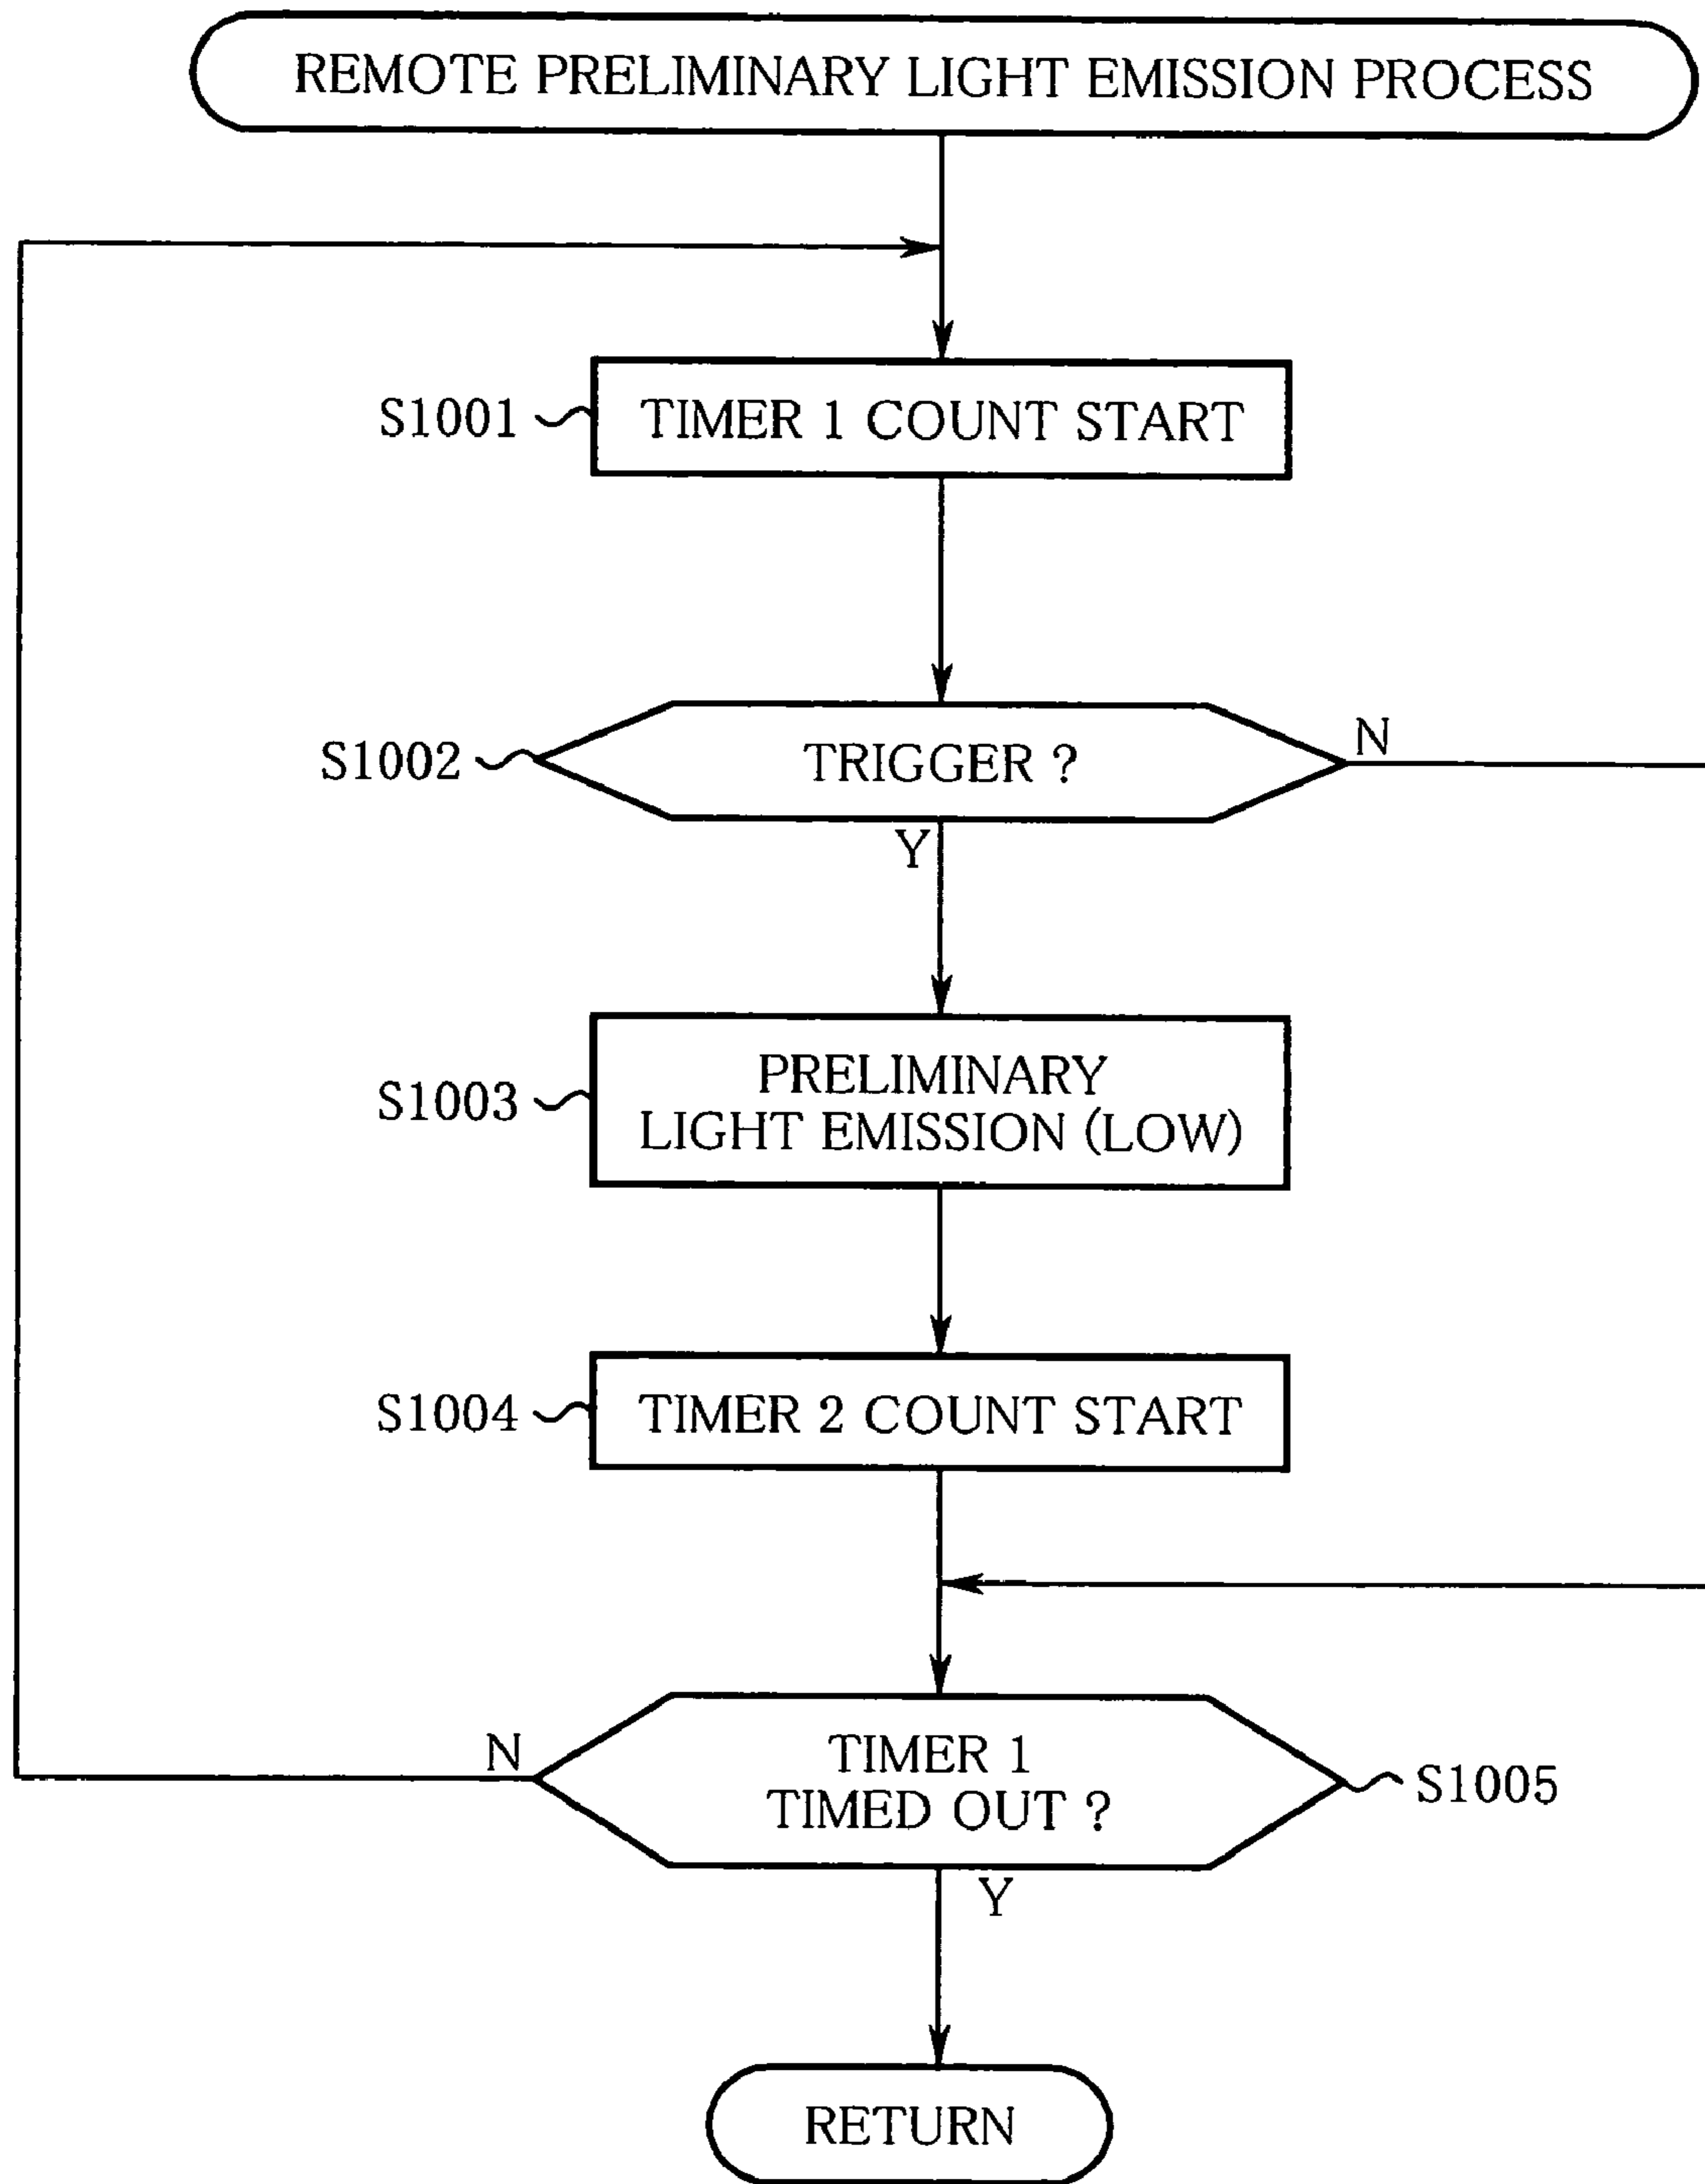 REMOTE PRELIMINARY LIGHT EMISSION PROCESS
S1001
TIMER 1 COUNT START
S1002
TRIGGER ?
N
Y
S1003
PRELIMINARY
LIGHT EMISSION (LOW)
S1004
TIMER 2 COUNT START
N
TIMER 1
TIMED OUT ?
S1005
Y
RETURN